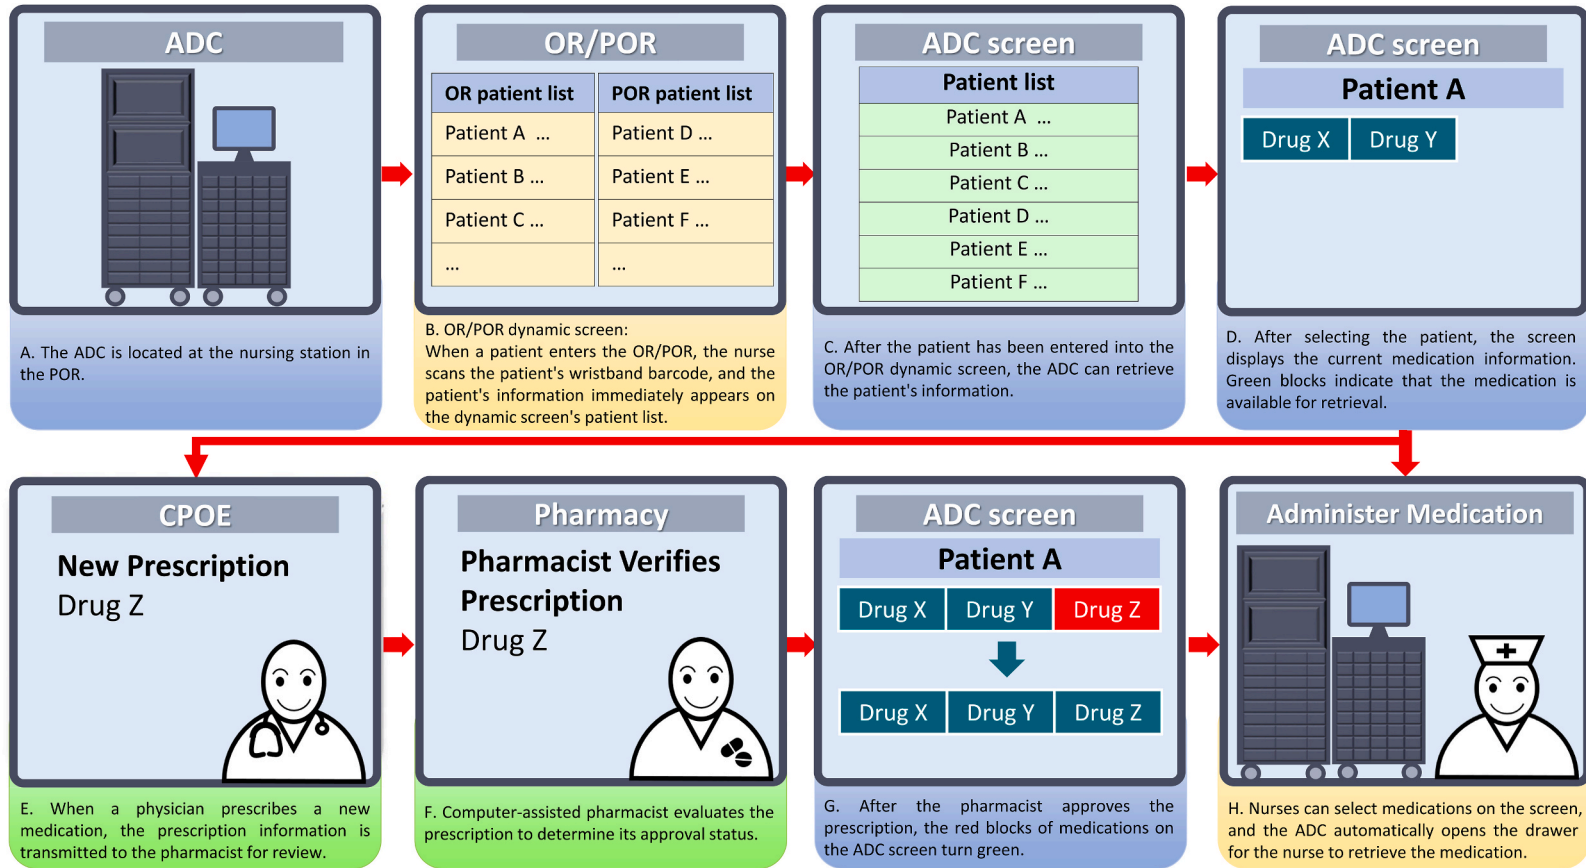 ADC
A. The ADC is located at the nursing station in
the POR.
OR/POR
OR patient list POR patient list
Patient A ... Patient D ...
Patient B ... Patient E ...
Patient C ... Patient F ...
... ...
B. OR/POR dynamic screen:
When a patient enters the OR/POR, the nurse
scans the patient's wristband barcode, and the
patient's information immediately appears on
the dynamic screen's patient list.
ADC screen
Patient list
Patient A ...
Patient B ...
Patient C ...
Patient D ...
Patient E ...
Patient F ...
C. After the patient has been entered into the
OR/POR dynamic screen, the ADC can retrieve
the patient's information.
ADC screen
Patient A
Drug X Drug Y
D. After selecting the patient, the screen
displays the current medication information.
Green blocks indicate that the medication is
available for retrieval.
CPOE
New Prescription
Drug Z
E. When a physician prescribes a new
medication, the prescription information is
transmitted to the pharmacist for review.
Pharmacy
Pharmacist Verifies
Prescription
Drug Z
F. Computer-assisted pharmacist evaluates the
prescription to determine its approval status.
ADC screen
Patient A
Drug X Drug Y Drug Z
Drug X Drug Y Drug Z
G. After the pharmacist approves the
prescription, the red blocks of medications on
the ADC screen turn green.
Administer Medication
H. Nurses can select medications on the screen,
and the ADC automatically opens the drawer
for the nurse to retrieve the medication.